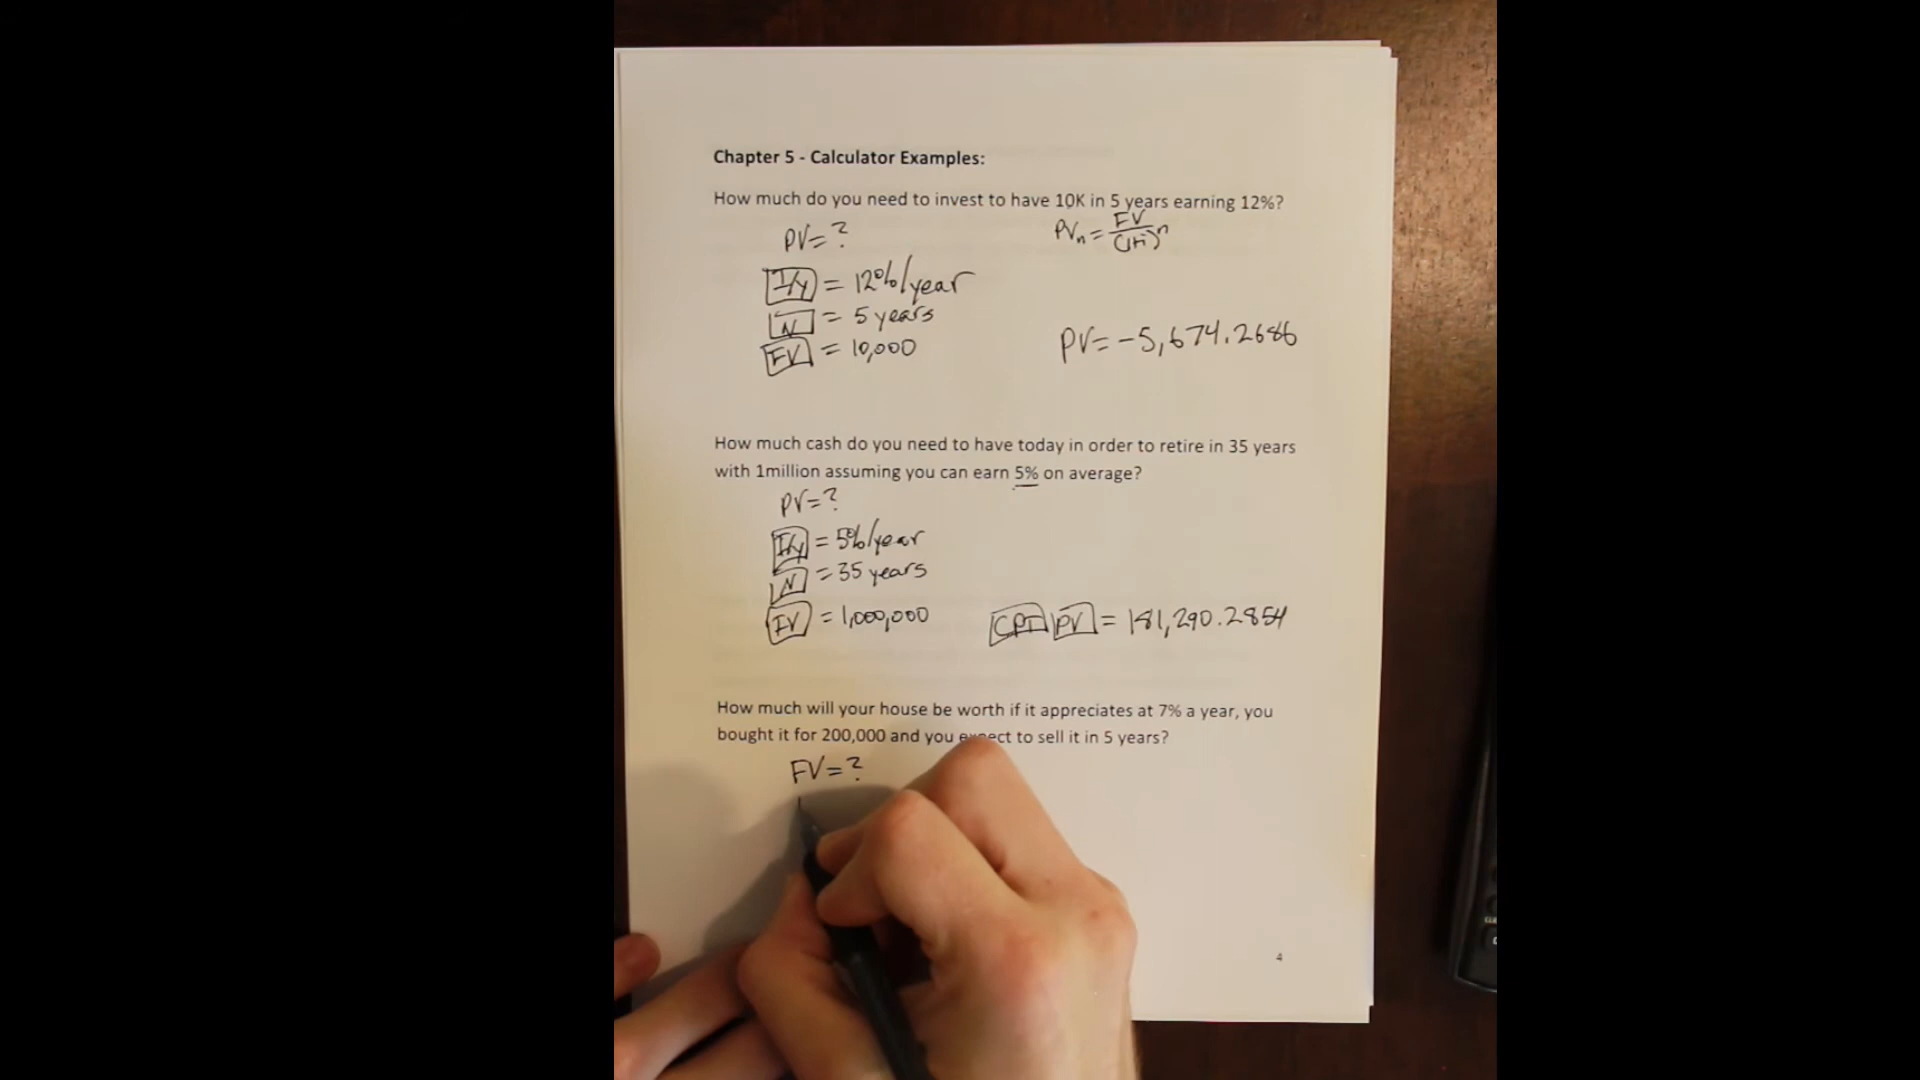 Chapter 5 - Calculator Examples:
How much do you need to invest to have 10K in 5 years earning 12%?
PV = ?
PVn = FV/(1+i)^n
I/y = 12%/year
N = 5 years
FV = 10,000
PV = -5,674.2686
How much cash do you need to have today in order to retire in 35 years
with 1million assuming you can earn 5% on average?
PV = ?
I/y = 5%/year
N = 35 years
FV = 1,000,000
CPT PV = 181,290.2854
How much will your house be worth if it appreciates at 7% a year, you
bought it for 200,000 and you expect to sell it in 5 years?
FV = ?
4